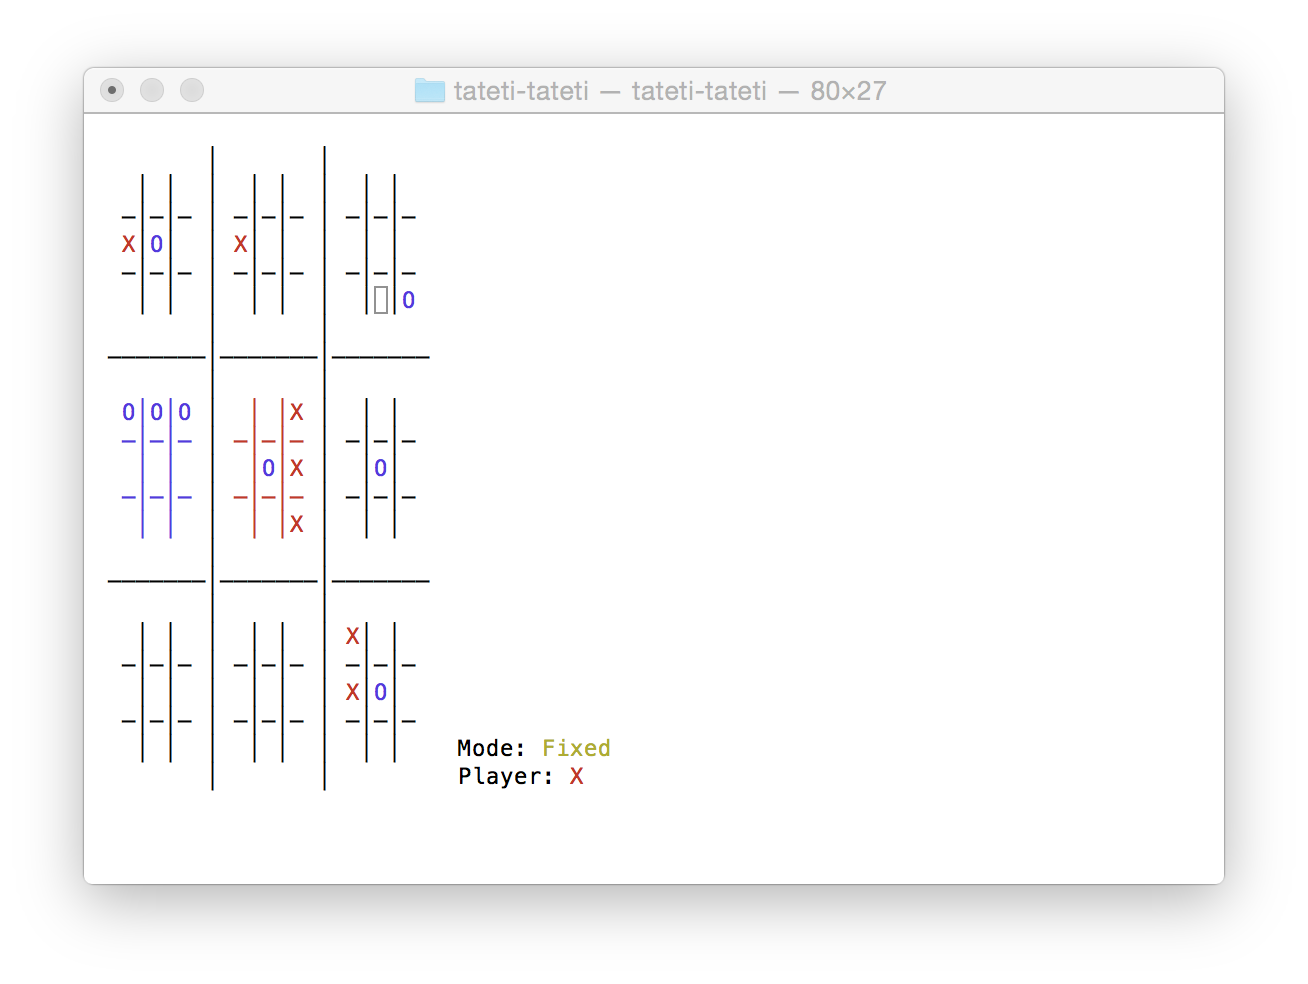 tateti-tateti — tateti-tateti — 80×27
X O X
O
O O O X
O X O
X
X
X O
Mode: Fixed
Player: X